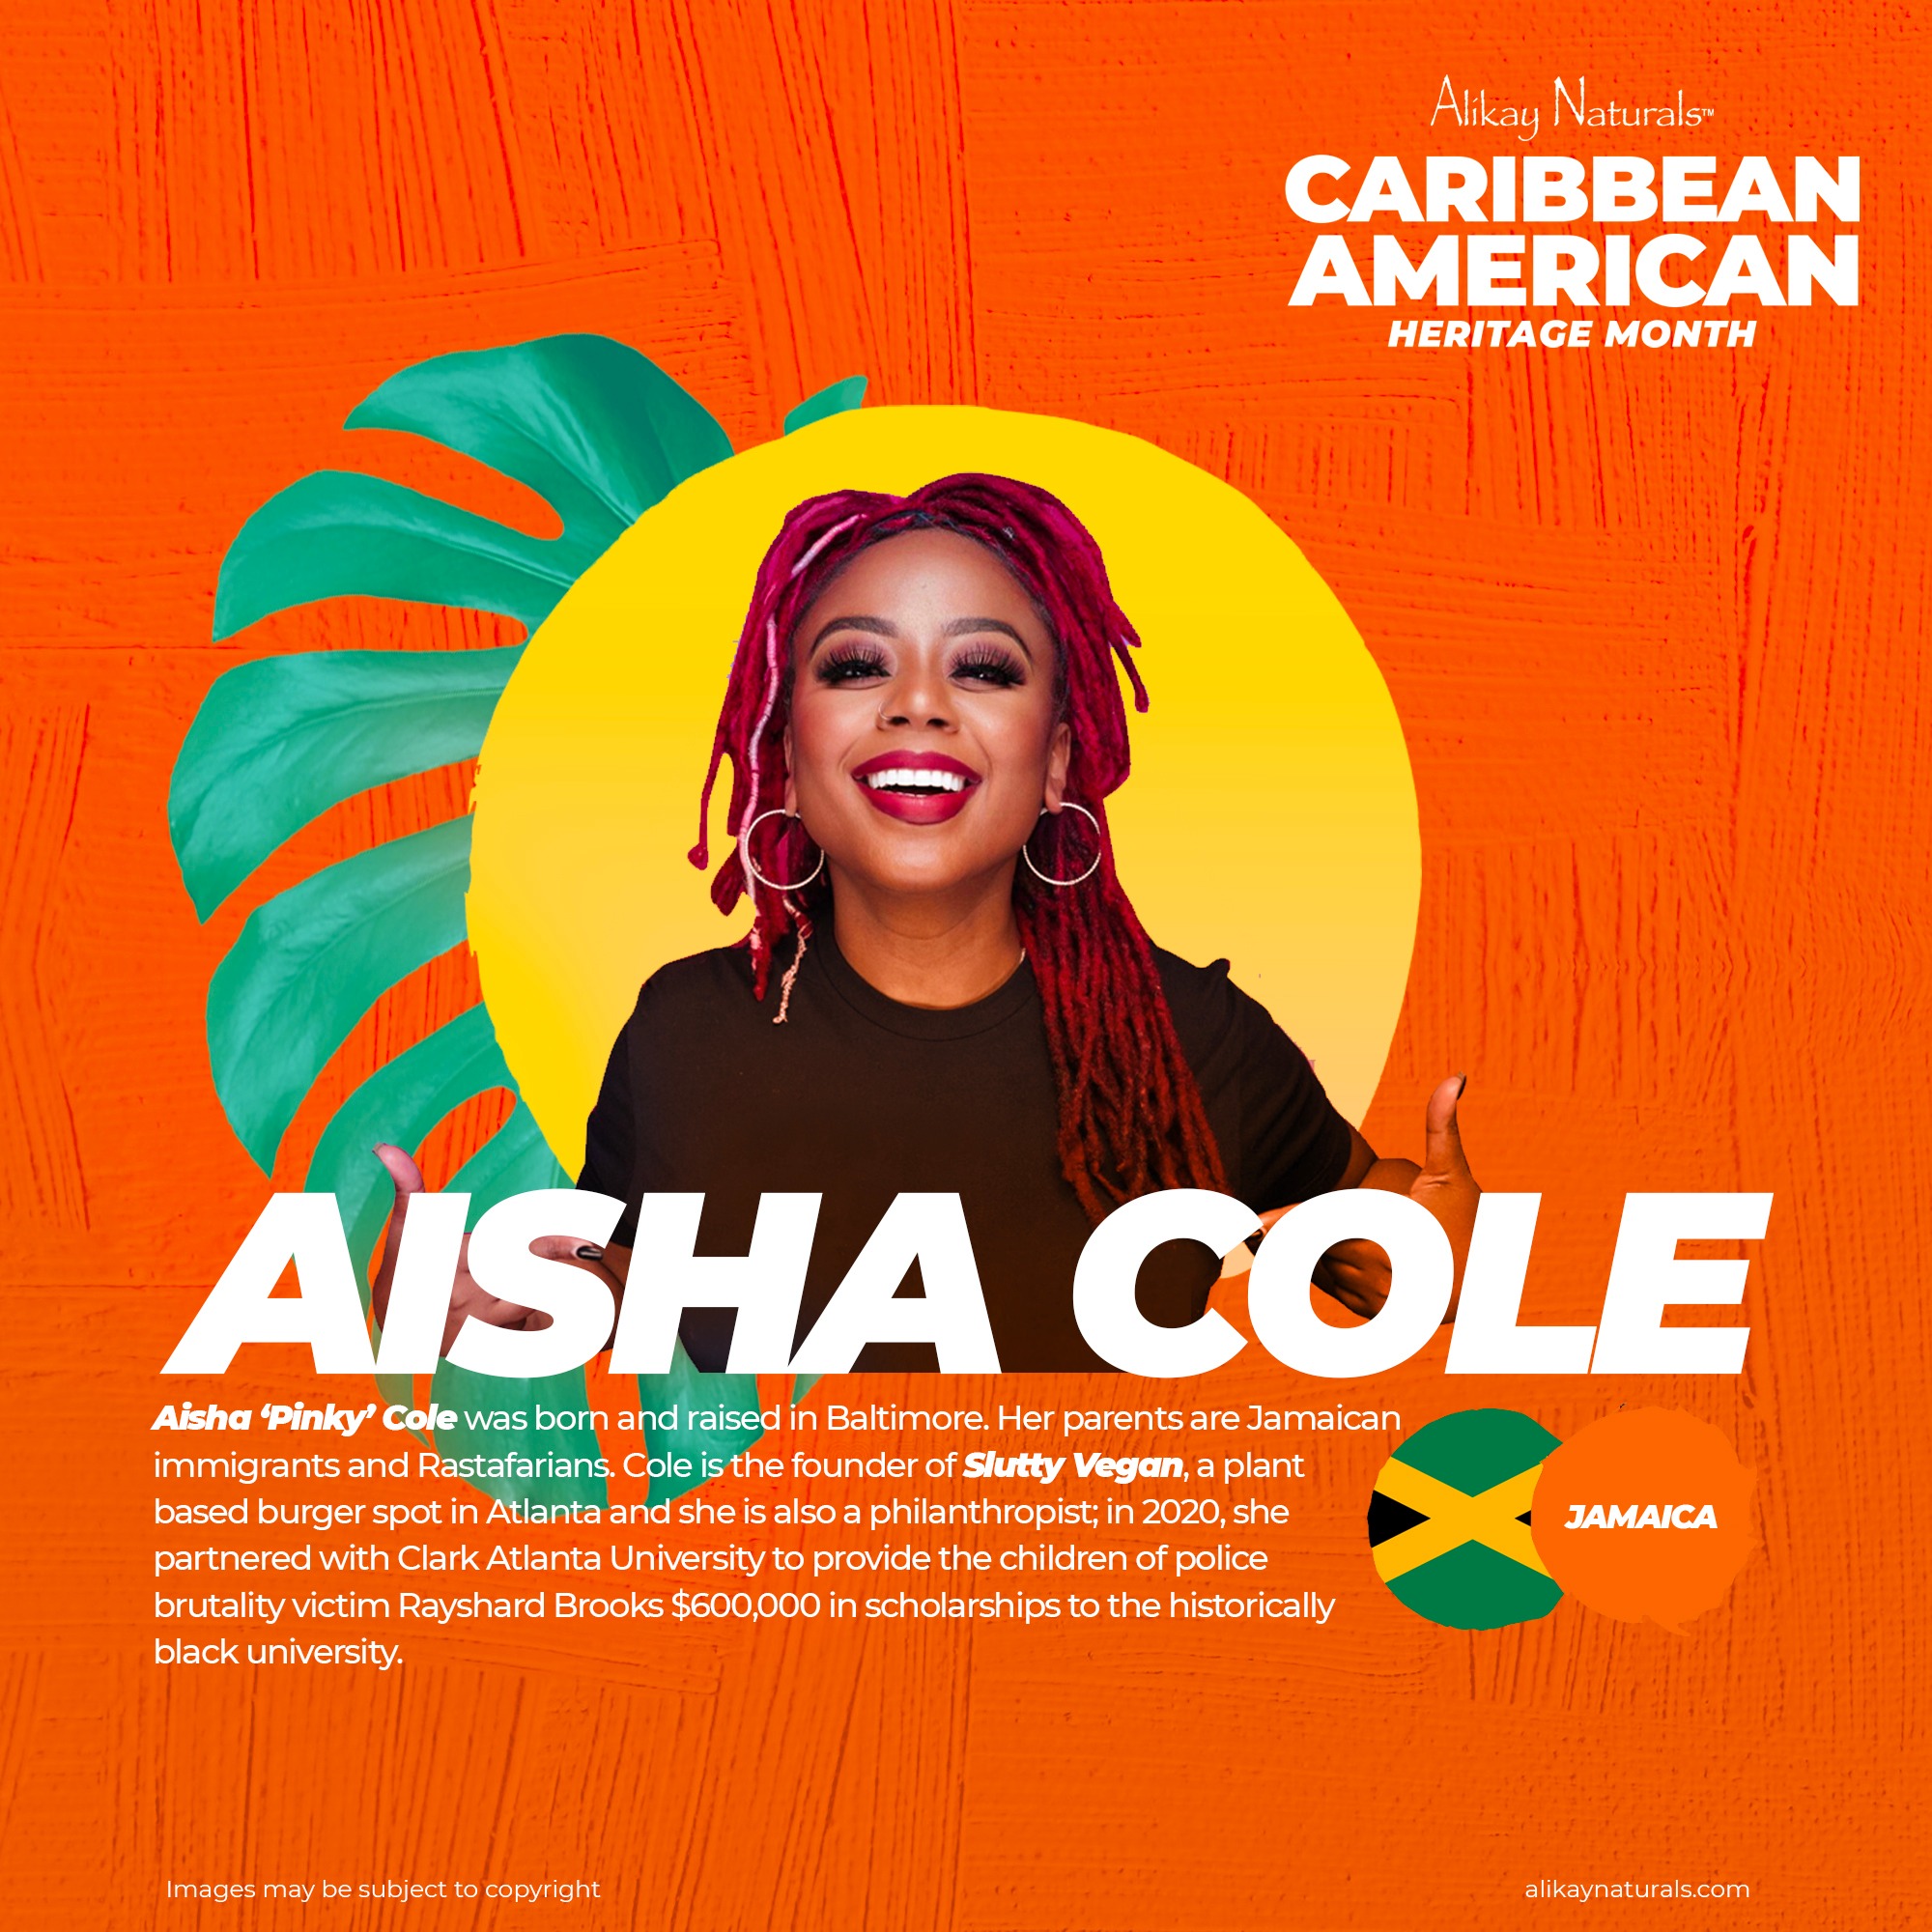 Alikay Naturals™
CARIBBEAN
AMERICAN
HERITAGE MONTH
AISHA COLE
Aisha ‘Pinky’ Cole was born and raised in Baltimore. Her parents are Jamaican
immigrants and Rastafarians. Cole is the founder of Slutty Vegan, a plant
based burger spot in Atlanta and she is also a philanthropist; in 2020, she
partnered with Clark Atlanta University to provide the children of police
brutality victim Rayshard Brooks $600,000 in scholarships to the historically
black university.
JAMAICA
Images may be subject to copyright
alikaynaturals.com